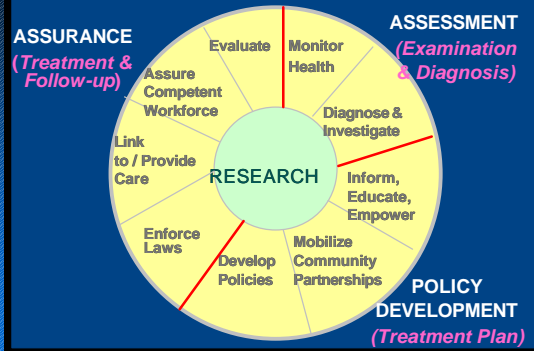 ASSURANCE
(Treatment &
Follow-up)
ASSESSMENT
(Examination
& Diagnosis)
Evaluate
Monitor
Health
Assure
Competent
Workforce
Diagnose &
Investigate
Link
to / Provide
Care
RESEARCH
Inform,
Educate,
Empower
Enforce
Laws
Develop
Policies
Mobilize
Community
Partnerships
POLICY
DEVELOPMENT
(Treatment Plan)